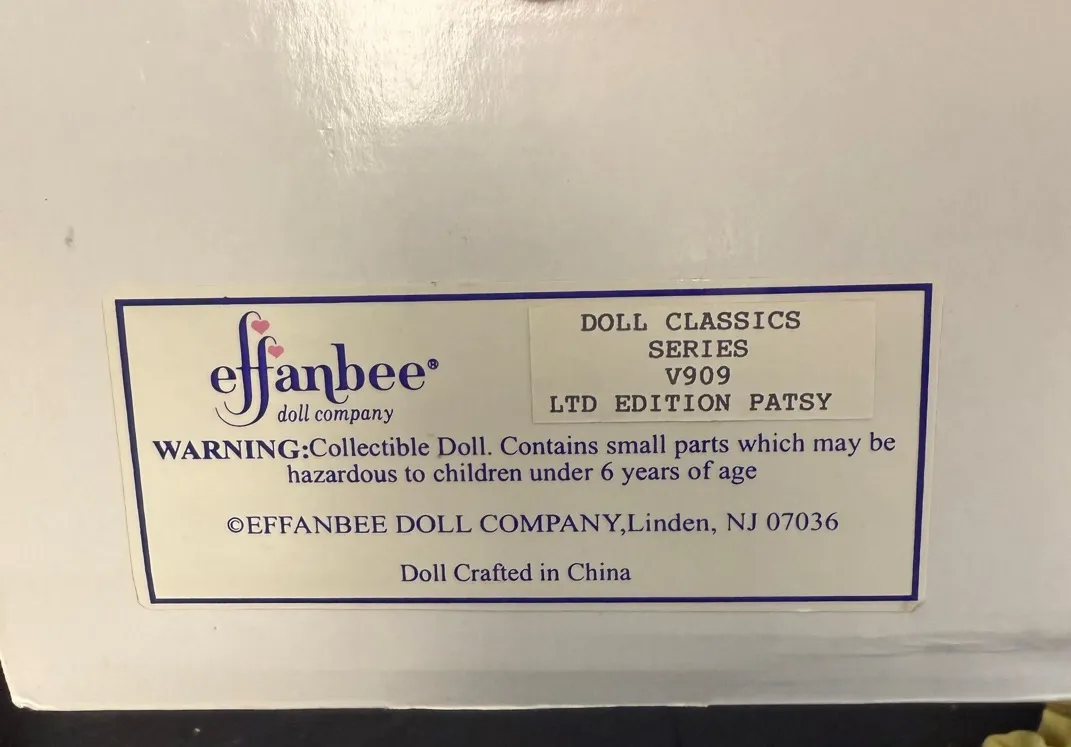 effanbee®
doll company
DOLL CLASSICS
SERIES
V909
LTD EDITION PATSY
WARNING:Collectible Doll. Contains small parts which may be
hazardous to children under 6 years of age
©EFFANBEE DOLL COMPANY,Linden, NJ 07036
Doll Crafted in China